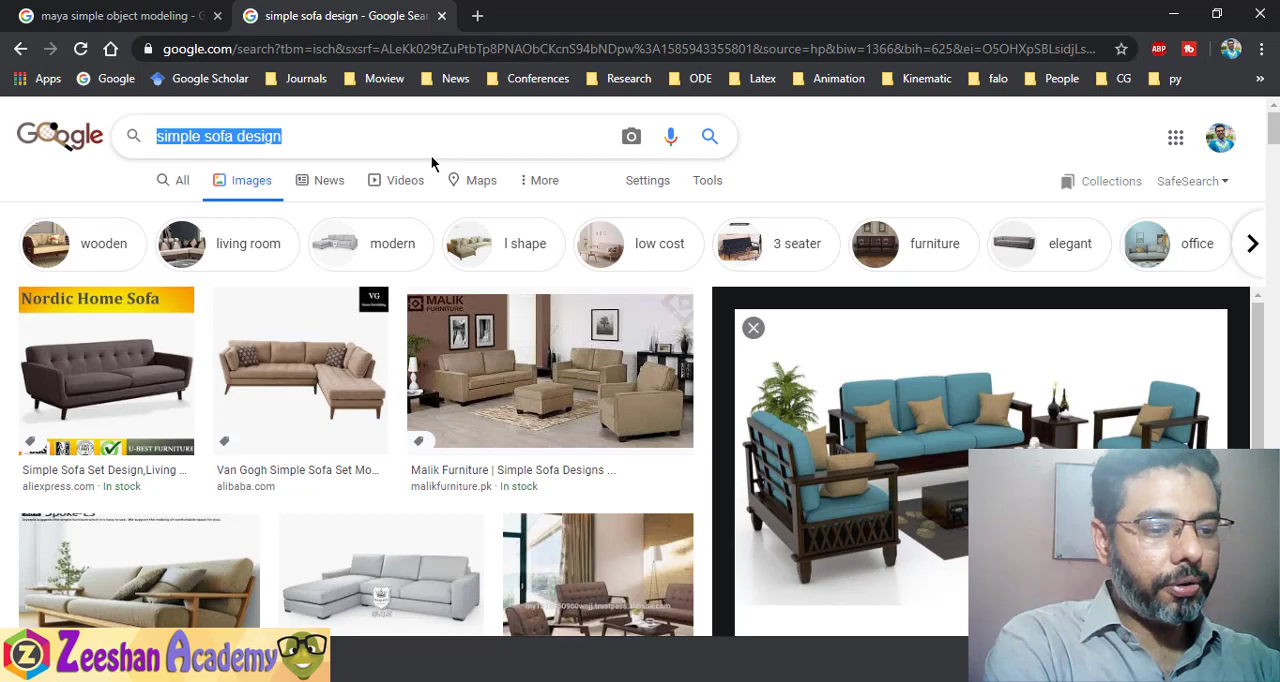 maya simple object modeling - G
simple sofa design - Google Sear
google.com/search?tbm=isch&sxsrf=ALeKk029tZuPtbTp8PNAObCKcnS94bNDpw%3A1585943355801&source=hp&biw=1366&bih=625&ei=O5OHXpSBLsidjLs...
ABP
Apps
Google
Google Scholar
Journals
Moview
News
Conferences
Research
ODE
Latex
Animation
Kinematic
falo
People
CG
py
»
simple sofa design
All
Images
News
Videos
Maps
More
Settings
Tools
Collections
SafeSearch
wooden
living room
modern
l shape
low cost
3 seater
furniture
elegant
office
Nordic Home Sofa
VG
MALIK
FURNITURE
U-BEST FURNITURE
Simple Sofa Set Design,Living ...
aliexpress.com · In stock
Van Gogh Simple Sofa Set Mo...
alibaba.com
Malik Furniture | Simple Sofa Designs ...
malikfurniture.pk · In stock
Zeeshan Academy